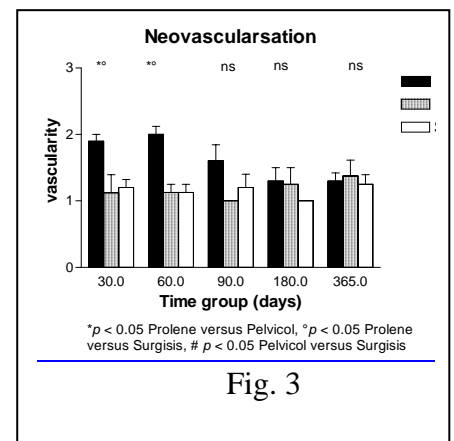 Neovascularsation
*° *° ns ns ns
3
2
1
0
vascularity
30.0 60.0 90.0 180.0 365.0
Time group (days)
*p < 0.05 Prolene versus Pelvicol, °p < 0.05 Prolene
versus Surgisis, # p < 0.05 Pelvicol versus Surgisis
Fig. 3